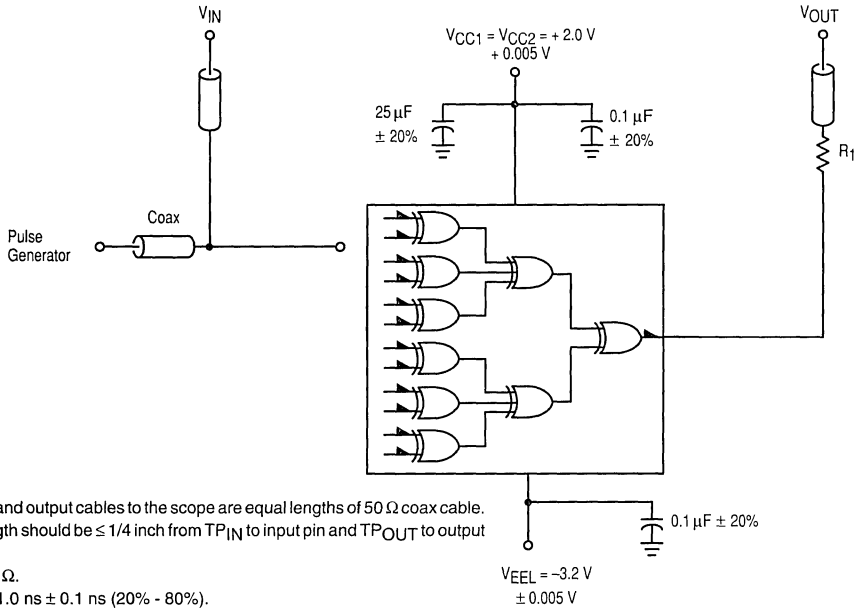 VIN
VOUT
VCC1 = VCC2 = + 2.0 V
+ 0.005 V
25 µF
± 20%
0.1 µF
± 20%
R1
Coax
Pulse
Generator
and output cables to the scope are equal lengths of 50 Ω coax cable.
gth should be ≤ 1/4 inch from TPIN to input pin and TPOUT to output
0.1 µF ± 20%
Ω.
1.0 ns ± 0.1 ns (20% - 80%).
VEEL = –3.2 V
± 0.005 V